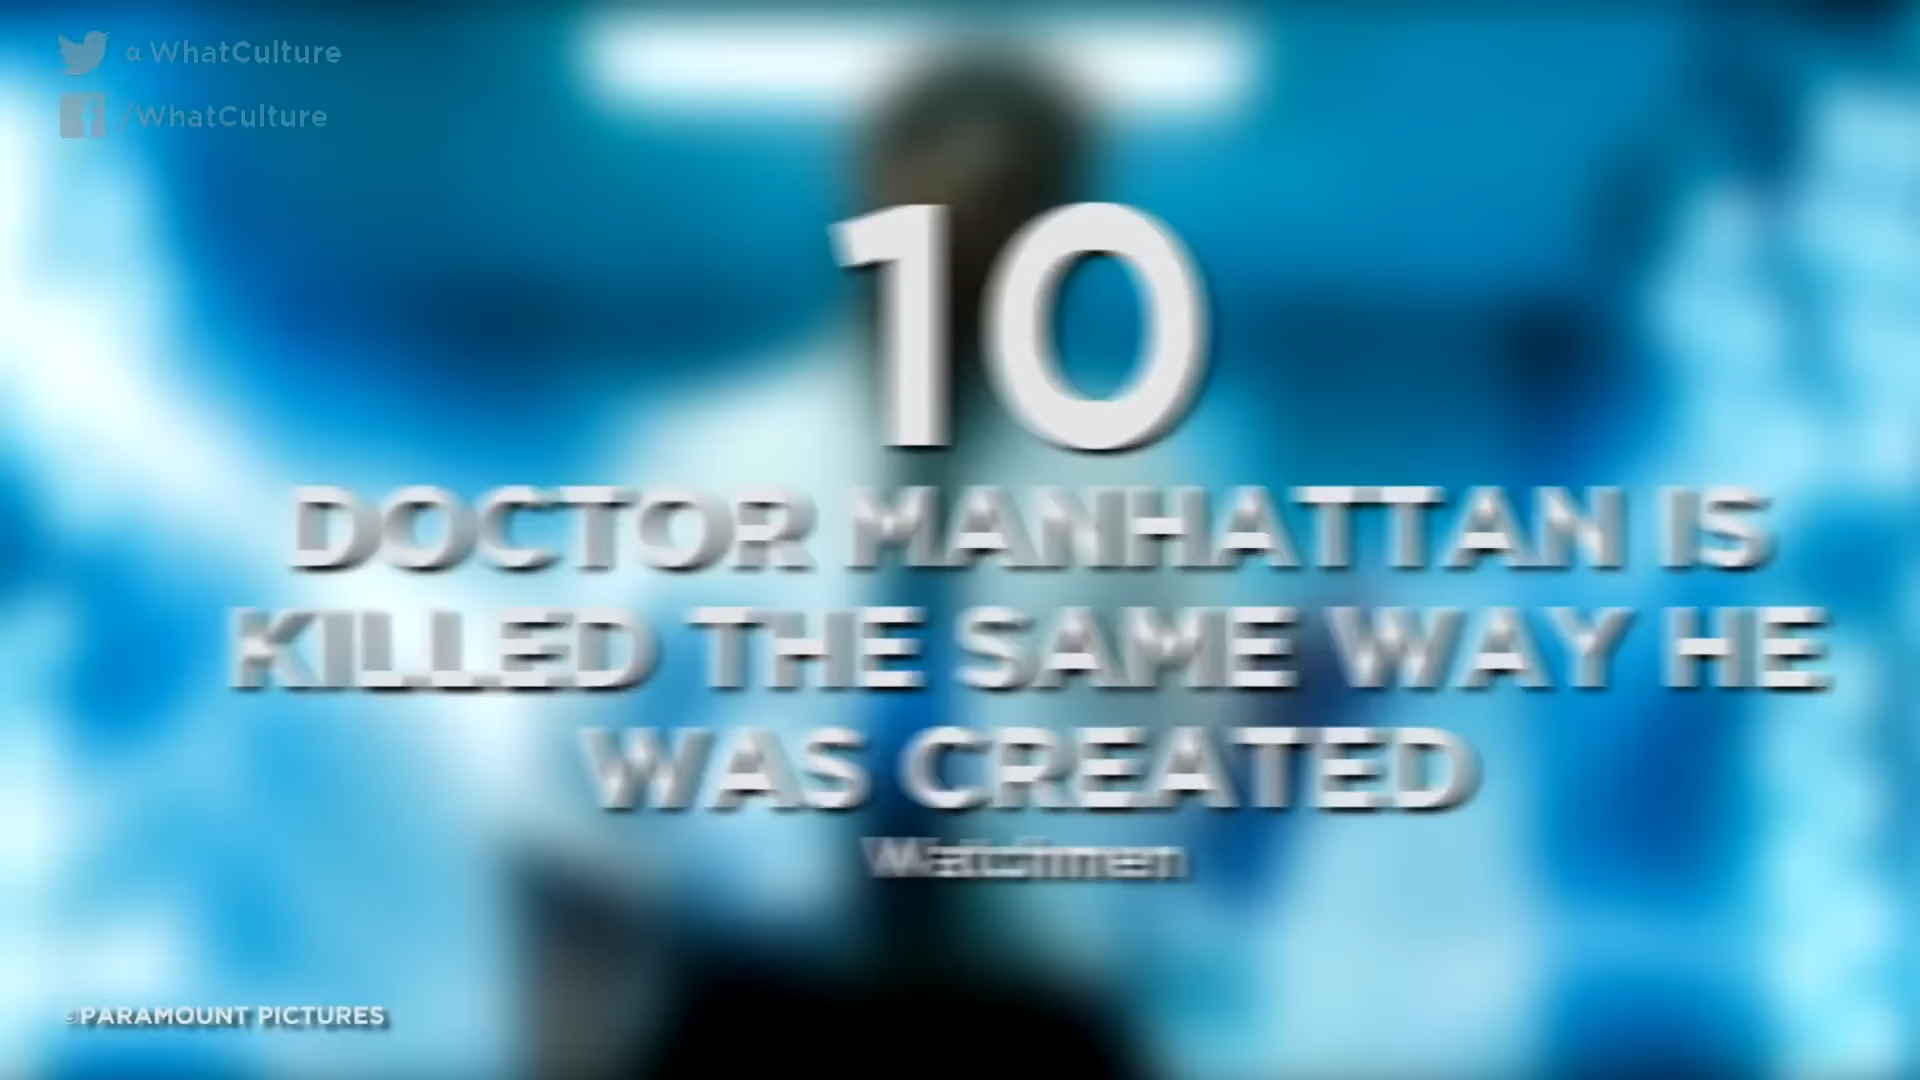 @WhatCulture
/WhatCulture
10
DOCTOR MANHATTAN IS
KILLED THE SAME WAY HE
WAS CREATED
Watchmen
©PARAMOUNT PICTURES